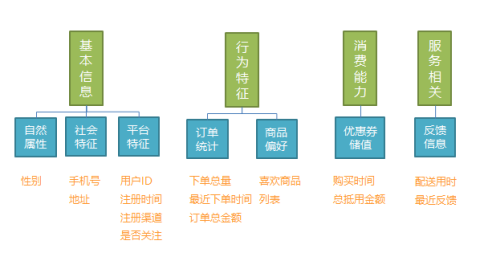 基本信息
行为特征
消费能力
服务相关
自然属性
社会特征
平台特征
订单统计
商品偏好
优惠券储值
反馈信息
性别
手机号
地址
用户ID
注册时间
注册渠道
是否关注
下单总量
最近下单时间
订单总金额
喜欢商品
列表
购买时间
总抵用金额
配送用时
最近反馈